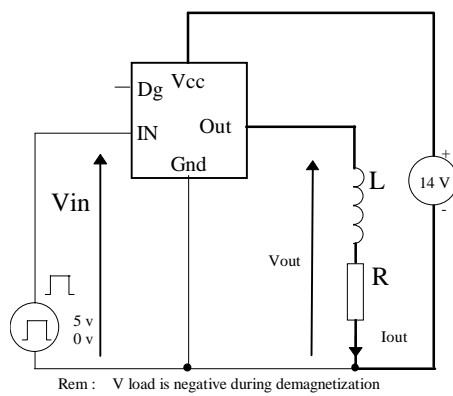 Vcc
Dg
IN
Out
Gnd
+
14 V
-
L
Vin
Vout
R
Iout
5 v
0 v
Rem : V load is negative during demagnetization